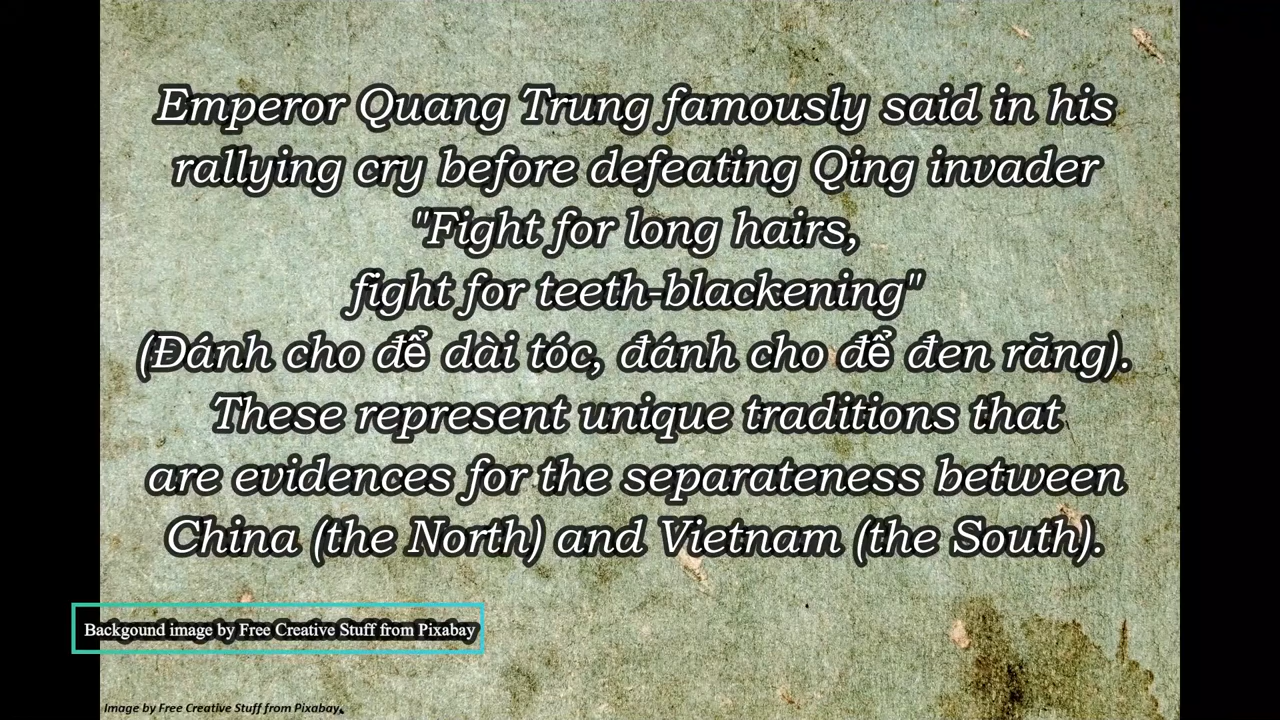 Emperor Quang Trung famously said in his
rallying cry before defeating Qing invader
"Fight for long hairs,
fight for teeth-blackening"
(Đánh cho để dài tóc, đánh cho để đen răng).
These represent unique traditions that
are evidences for the separateness between
China (the North) and Vietnam (the South).
Backgound image by Free Creative Stuff from Pixabay
Image by Free Creative Stuff from Pixabay.